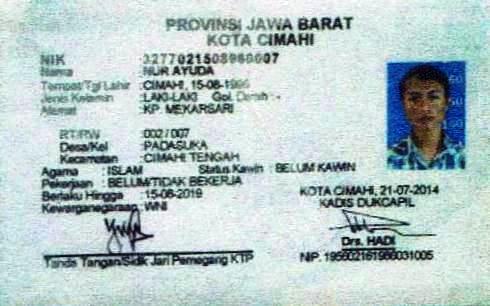 PROVINSI JAWA BARAT
KOTA CIMAHI
NIK : 3277021508960007
Nama : NUR AYUDA
Tempat/Tgl Lahir : CIMAHI, 15-08-1996
Jenis Kelamin : LAKI-LAKI Gol. Darah : -
Alamat : KP. MEKARSARI
RT/RW : 002 / 007
Desa/Kel : PADASUKA
Kecamatan : CIMAHI TENGAH
Agama : ISLAM Status Kawin : BELUM KAWIN
Pekerjaan : BELUM/TIDAK BEKERJA
Berlaku Hingga : 15-08-2019
Kewarganegaraan : WNI
KOTA CIMAHI, 21-07-2014
KADIS DUKCAPIL
Drs. HADI
Tanda Tangan/Sidik Jari Pemegang KTP
NIP. 195602161986031005